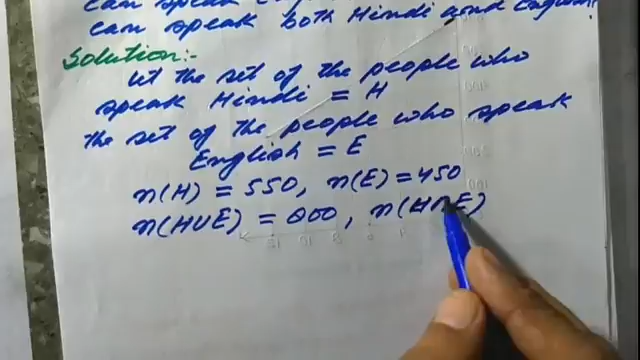 can speak
can speak both Hindi and English?
Solution:-
let the set of the people who
speak Hindi = H
the set of the people who speak
English = E
n(H) = 550, n(E) = 450
n(HUE) = 800, n(H∩E)